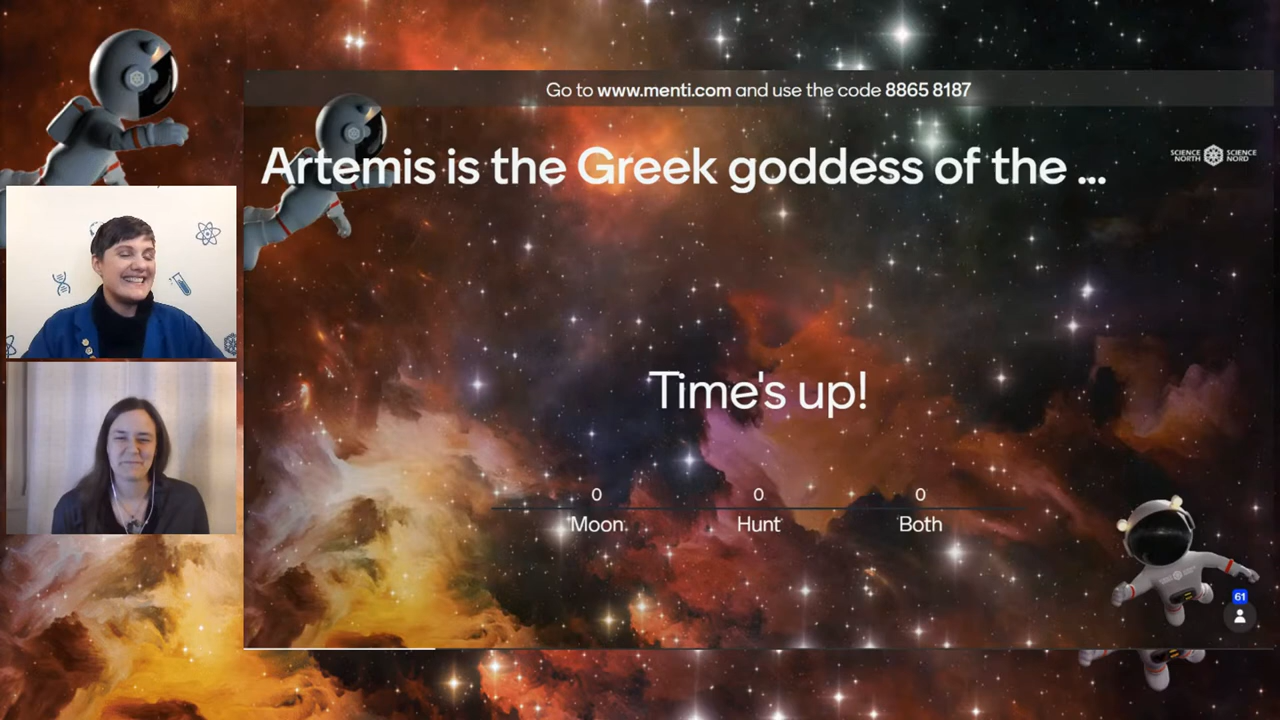 Go to www.menti.com and use the code 8865 8187
Artemis is the Greek goddess of the ...
SCIENCE NORTH SCIENCE NORD
Time's up!
0 0 0
Moon Hunt Both
61